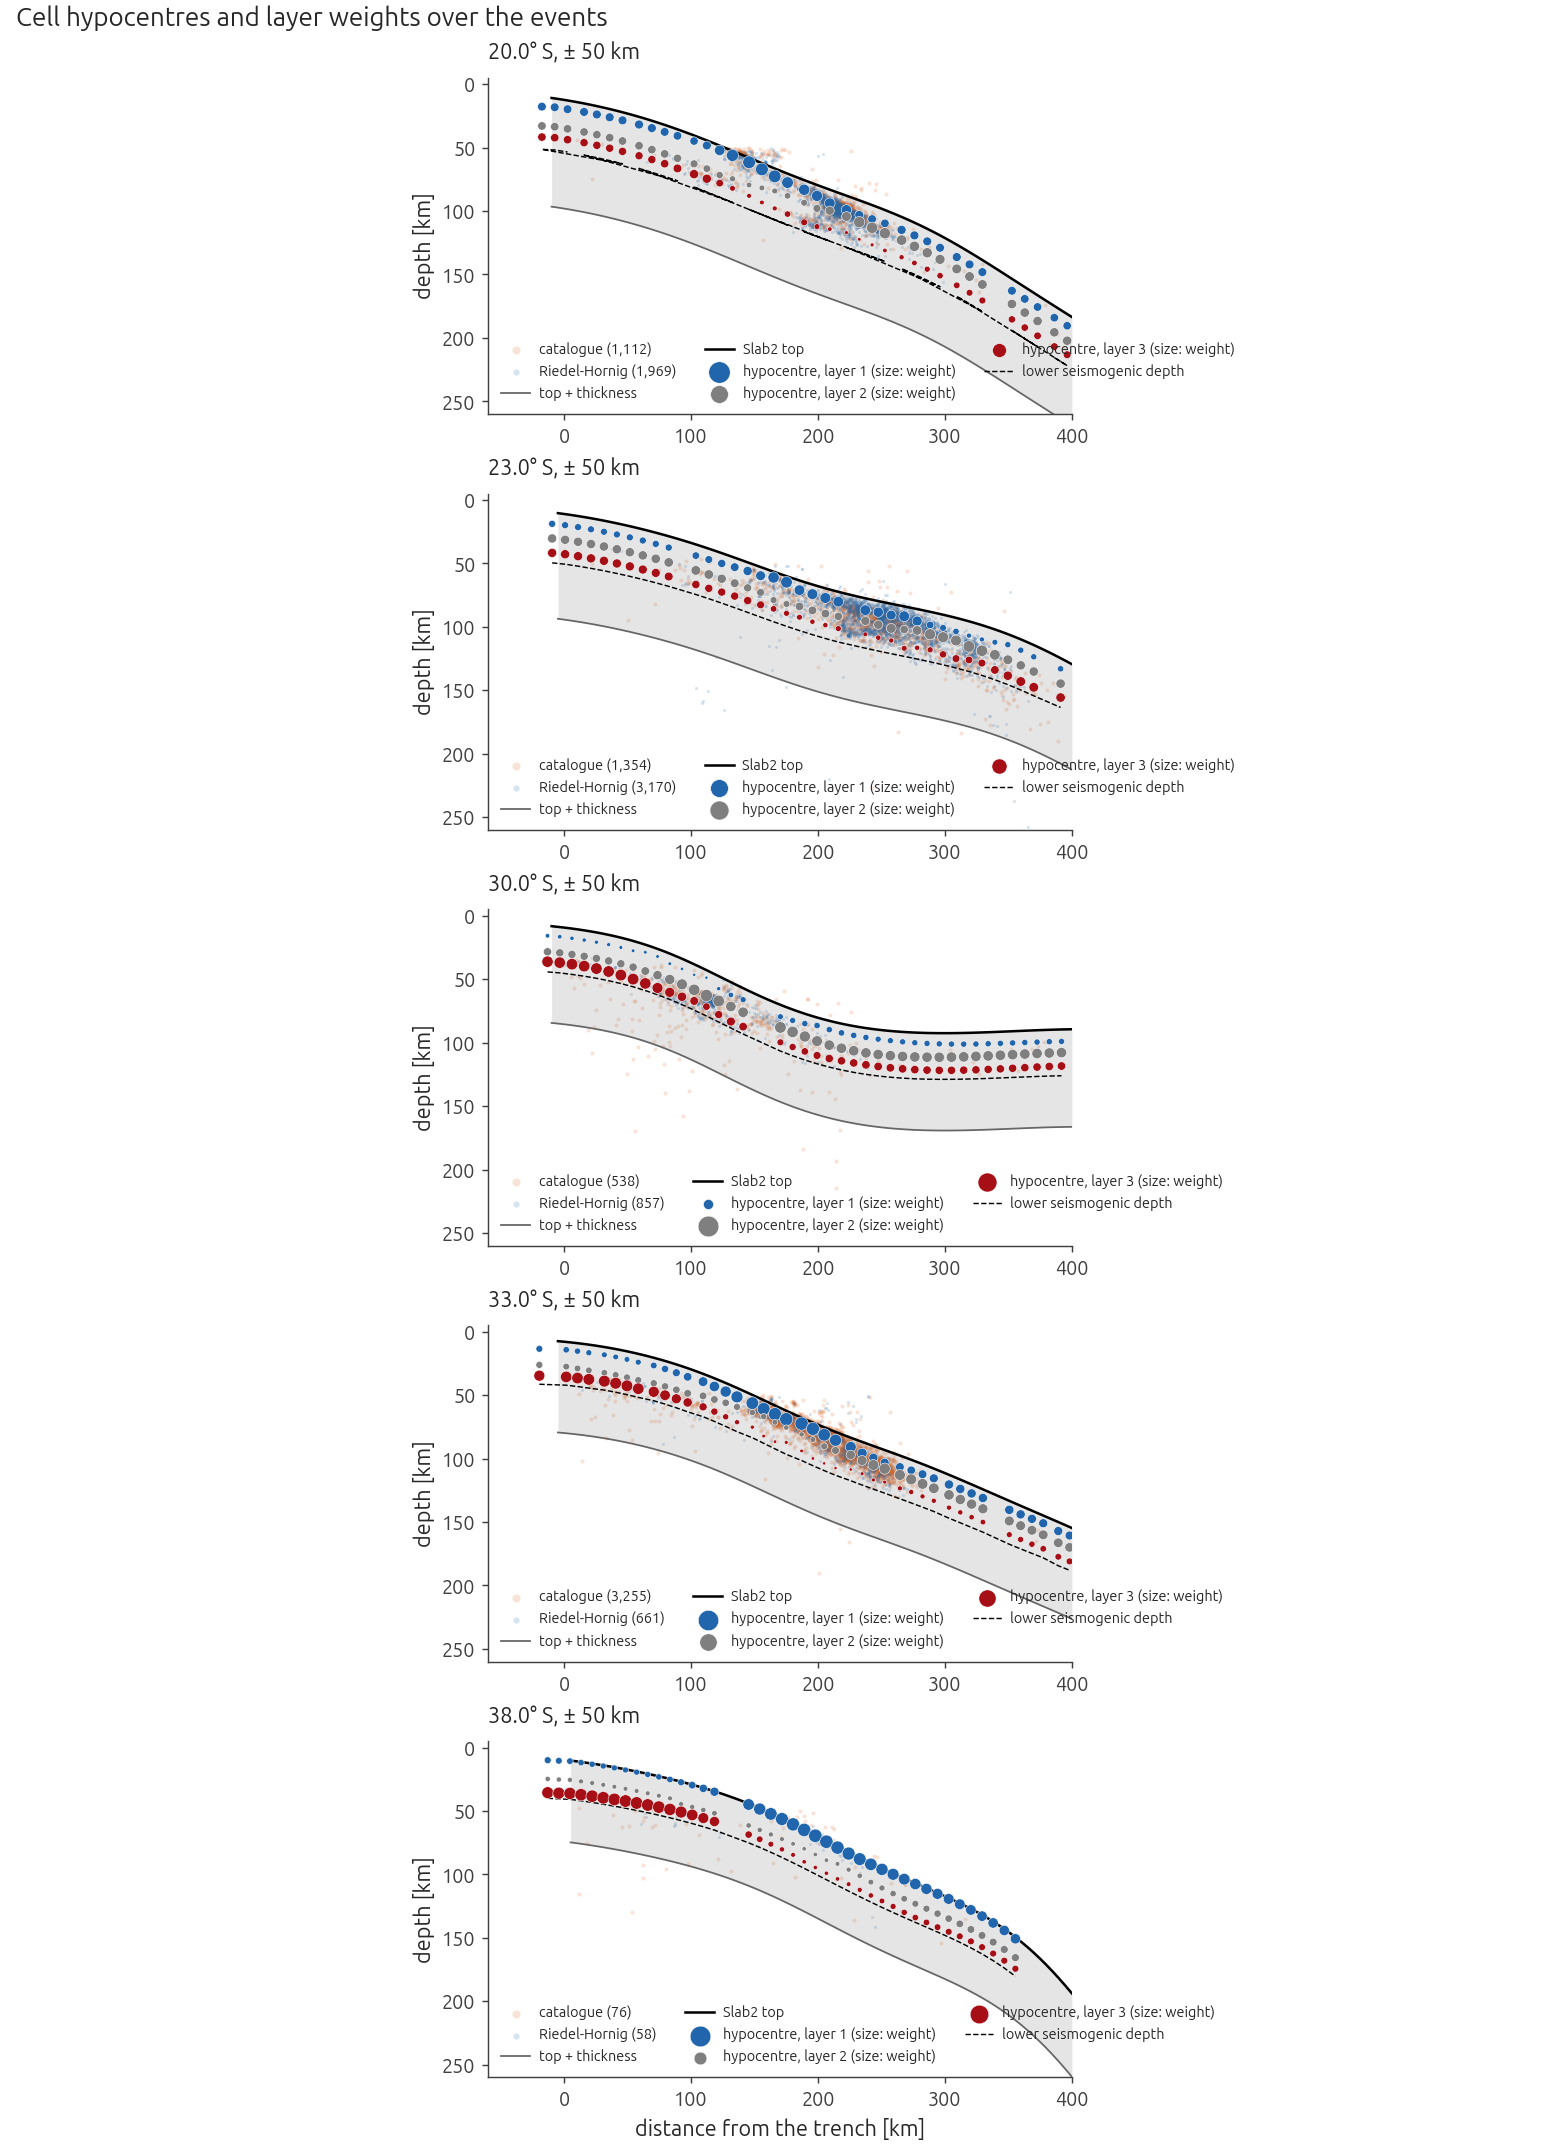 Cell hypocentres and layer weights over the events
20.0° S, ± 50 km
0
50
100
150
200
250
depth [km]
catalogue (1,112)
Riedel-Hornig (1,969)
top + thickness
Slab2 top
hypocentre, layer 1 (size: weight)
hypocentre, layer 2 (size: weight)
hypocentre, layer 3 (size: weight)
lower seismogenic depth
0 100 200 300 400
23.0° S, ± 50 km
0
50
100
150
200
250
depth [km]
catalogue (1,354)
Riedel-Hornig (3,170)
top + thickness
Slab2 top
hypocentre, layer 1 (size: weight)
hypocentre, layer 2 (size: weight)
hypocentre, layer 3 (size: weight)
lower seismogenic depth
0 100 200 300 400
30.0° S, ± 50 km
0
50
100
150
200
250
depth [km]
catalogue (538)
Riedel-Hornig (857)
top + thickness
Slab2 top
hypocentre, layer 1 (size: weight)
hypocentre, layer 2 (size: weight)
hypocentre, layer 3 (size: weight)
lower seismogenic depth
0 100 200 300 400
33.0° S, ± 50 km
0
50
100
150
200
250
depth [km]
catalogue (3,255)
Riedel-Hornig (661)
top + thickness
Slab2 top
hypocentre, layer 1 (size: weight)
hypocentre, layer 2 (size: weight)
hypocentre, layer 3 (size: weight)
lower seismogenic depth
0 100 200 300 400
38.0° S, ± 50 km
0
50
100
150
200
250
depth [km]
catalogue (76)
Riedel-Hornig (58)
top + thickness
Slab2 top
hypocentre, layer 1 (size: weight)
hypocentre, layer 2 (size: weight)
hypocentre, layer 3 (size: weight)
lower seismogenic depth
0 100 200 300 400
distance from the trench [km]